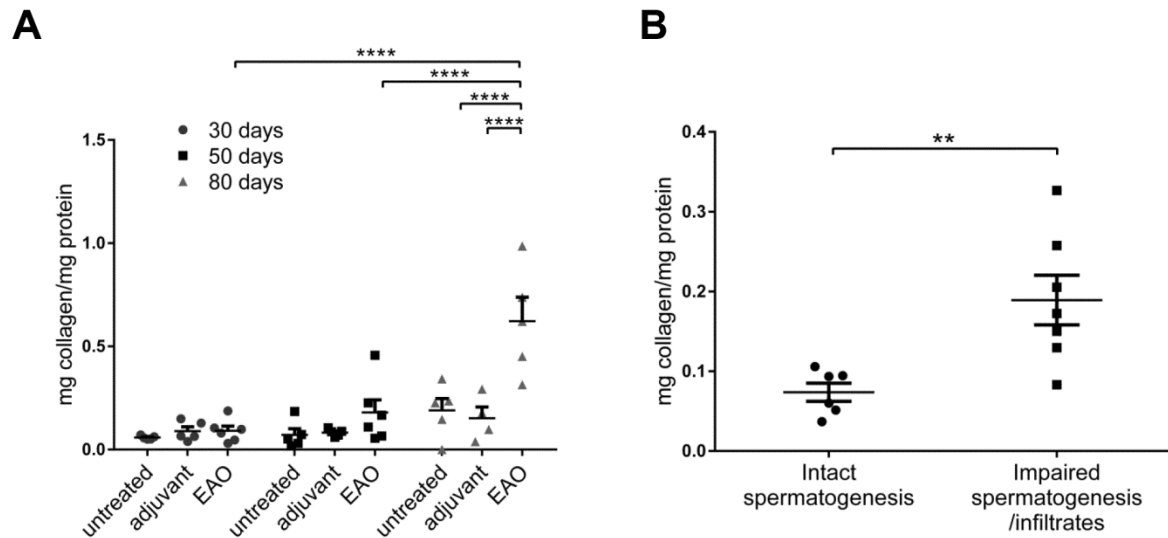 A
****
****
****
****
30 days
50 days
80 days
mg collagen/mg protein
1.5
1.0
0.5
0.0
untreated
adjuvant
EAO
untreated
adjuvant
EAO
untreated
adjuvant
EAO
B
**
mg collagen/mg protein
0.4
0.3
0.2
0.1
0.0
Intact
spermatogenesis
Impaired
spermatogenesis
/infiltrates